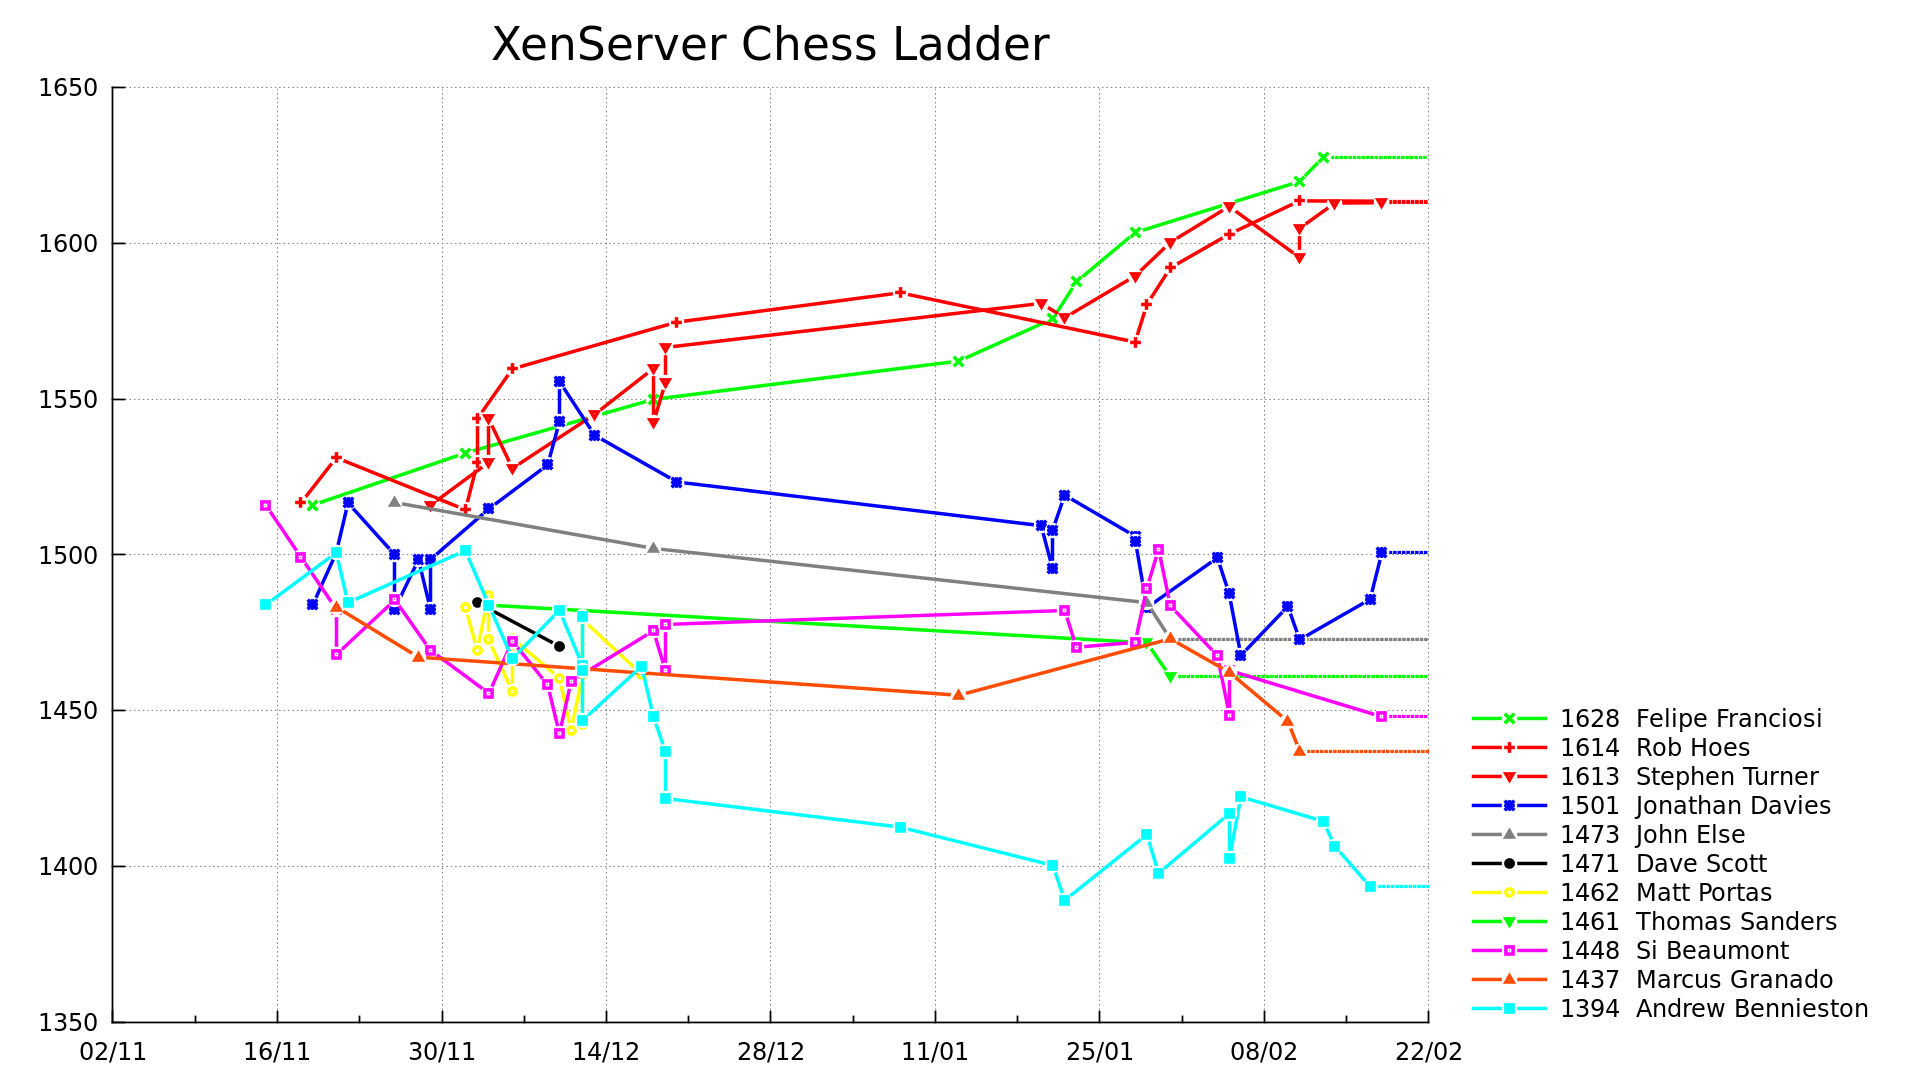 XenServer Chess Ladder
1650
1600
1550
1500
1450
1400
1350
02/11 16/11 30/11 14/12 28/12 11/01 25/01 08/02 22/02
1628 Felipe Franciosi
1614 Rob Hoes
1613 Stephen Turner
1501 Jonathan Davies
1473 John Else
1471 Dave Scott
1462 Matt Portas
1461 Thomas Sanders
1448 Si Beaumont
1437 Marcus Granado
1394 Andrew Bennieston